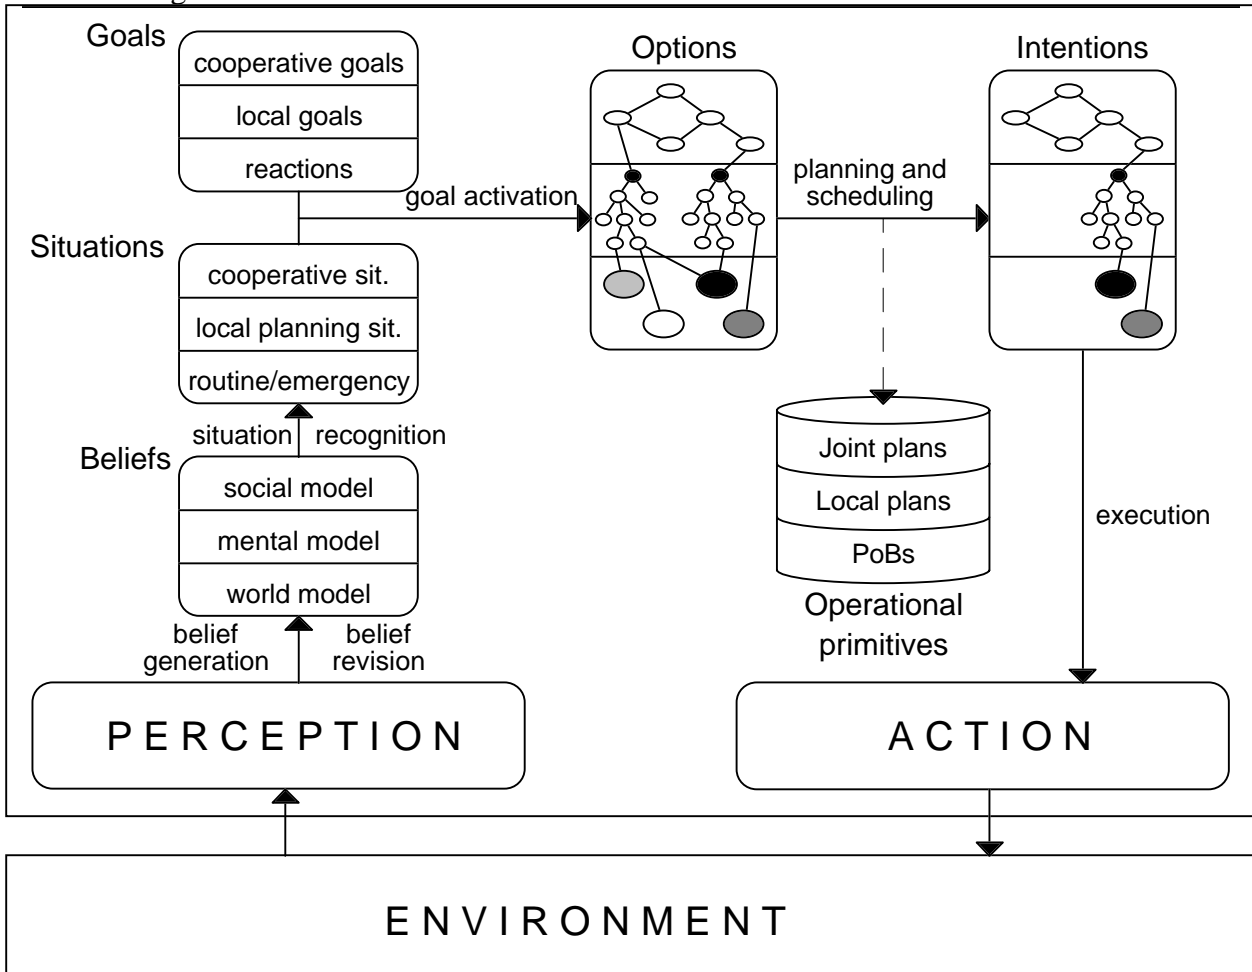 Goals
cooperative goals
local goals
reactions
Options
Intentions
goal activation
planning and
scheduling
Situations
cooperative sit.
local planning sit.
routine/emergency
situation recognition
Beliefs
social model
mental model
world model
belief
generation
belief
revision
Joint plans
Local plans
PoBs
Operational
primitives
execution
PERCEPTION
ACTION
ENVIRONMENT